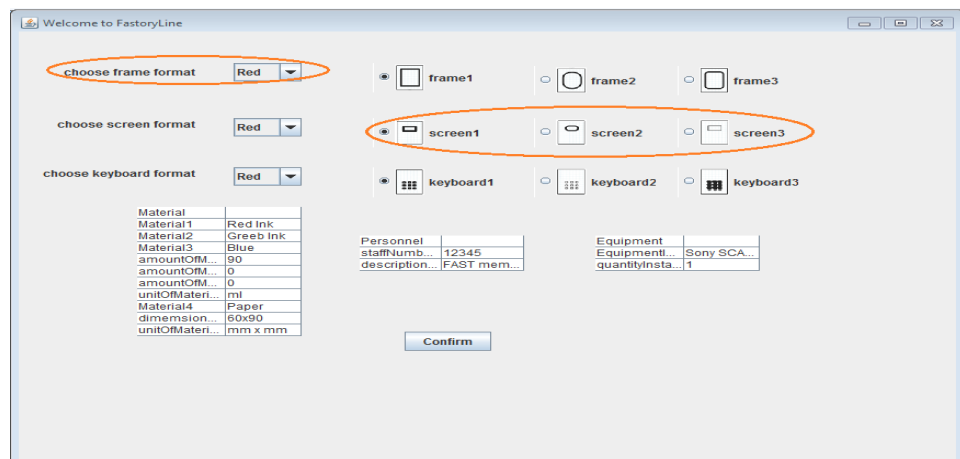 Welcome to FastoryLine
choose frame format Red frame1 frame2 frame3
choose screen format Red screen1 screen2 screen3
choose keyboard format Red keyboard1 keyboard2 keyboard3
Material
Material1 Red Ink
Material2 Greeb Ink
Material3 Blue
amountOfM... 90
amountOfM... 0
amountOfM... 0
unitOfMateri... ml
Material4 Paper
dimemsion... 60x90
unitOfMateri... mm x mm
Personnel
staffNumb... 12345
description... FAST mem...
Equipment
EquipmentI... Sony SCA...
quantityInsta... 1
Confirm